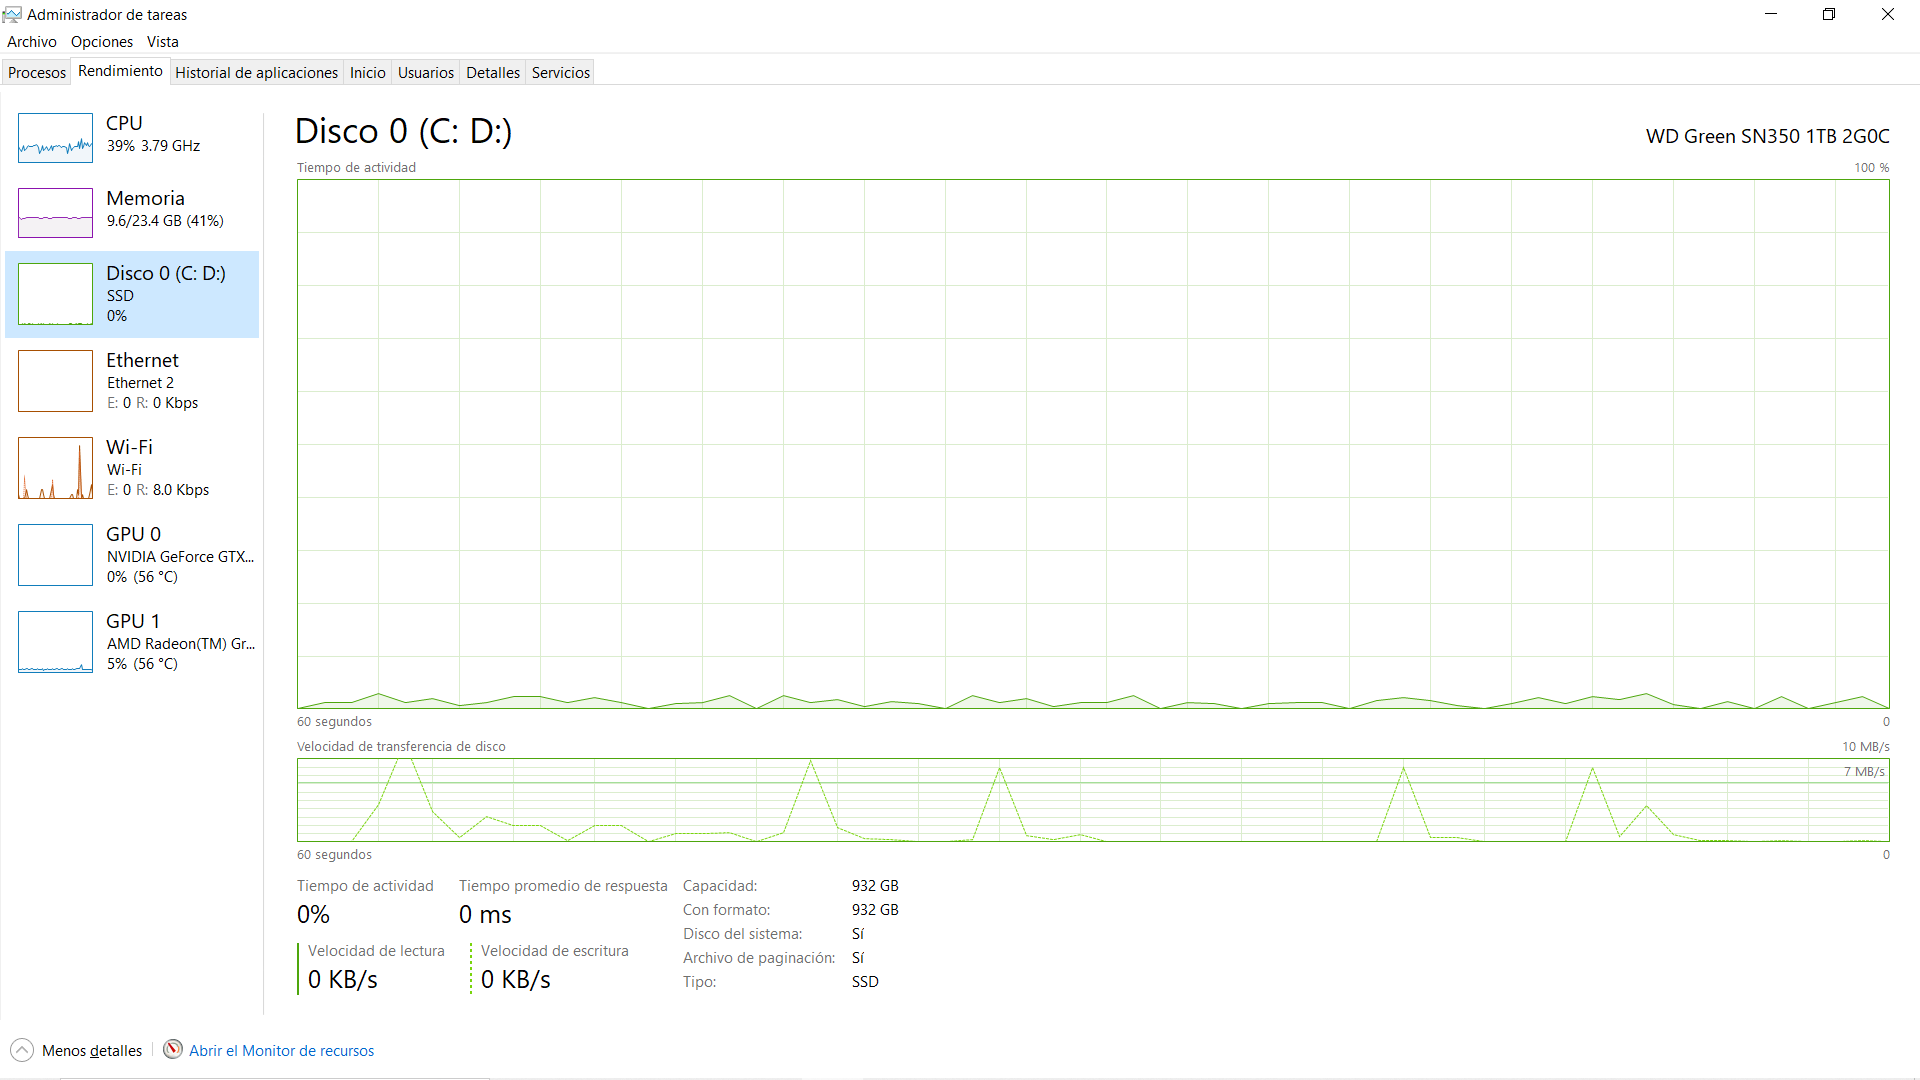 Administrador de tareas
Archivo Opciones Vista
Procesos Rendimiento Historial de aplicaciones Inicio Usuarios Detalles Servicios
CPU
39% 3.79 GHz
Memoria
9.6/23.4 GB (41%)
Disco 0 (C: D:)
SSD
0%
Ethernet
Ethernet 2
E: 0 R: 0 Kbps
Wi-Fi
Wi-Fi
E: 0 R: 8.0 Kbps
GPU 0
NVIDIA GeForce GTX...
0% (56 °C)
GPU 1
AMD Radeon(TM) Gr...
5% (56 °C)
Disco 0 (C: D:)
WD Green SN350 1TB 2G0C
Tiempo de actividad
100 %
60 segundos
0
Velocidad de transferencia de disco
10 MB/s
7 MB/s
60 segundos
0
Tiempo de actividad
0%
Tiempo promedio de respuesta
0 ms
Velocidad de lectura
0 KB/s
Velocidad de escritura
0 KB/s
Capacidad: 932 GB
Con formato: 932 GB
Disco del sistema: Sí
Archivo de paginación: Sí
Tipo: SSD
Menos detalles
Abrir el Monitor de recursos